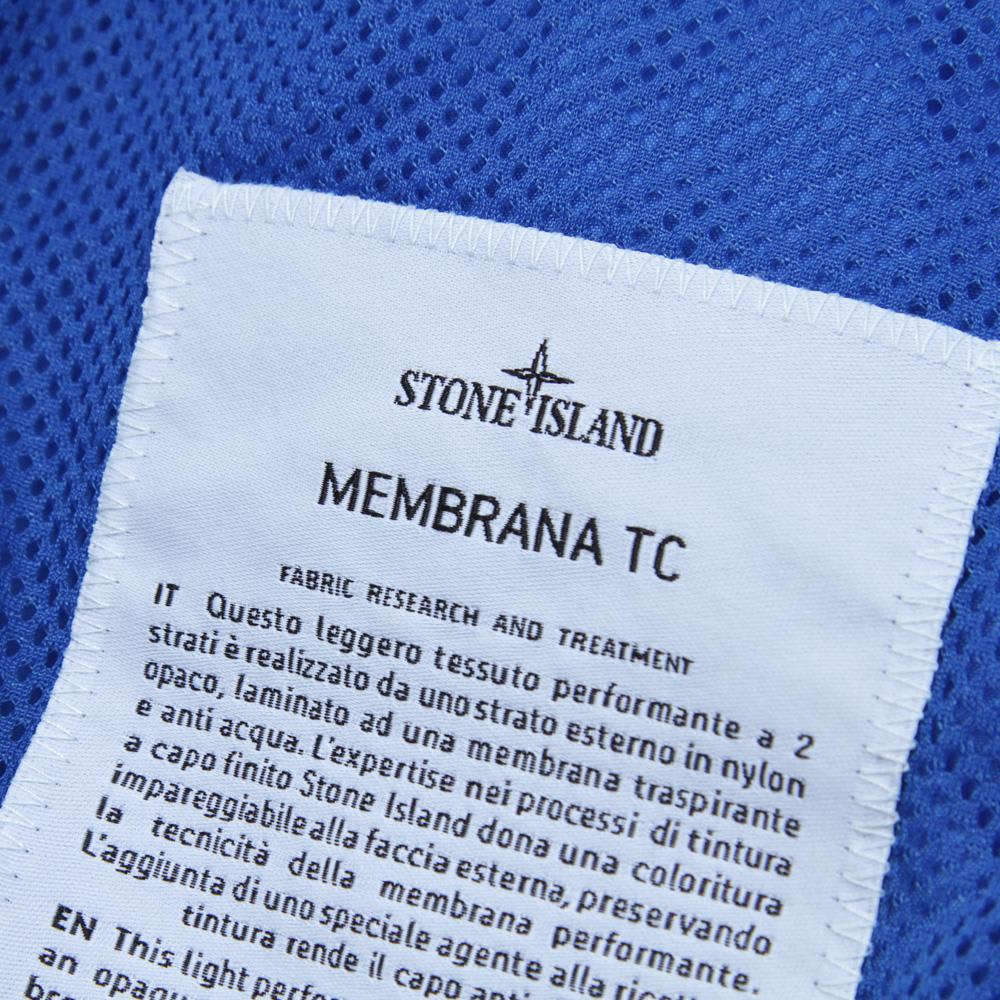 STONE ISLAND
MEMBRANA TC
FABRIC RESEARCH AND TREATMENT
IT Questo leggero tessuto performante a 2
strati è realizzato da uno strato esterno in nylon
opaco, laminato ad una membrana traspirante
e anti acqua. L'expertise nei processi di tintura
a capo finito Stone Island dona una coloritura
impareggiabile alla faccia esterna, preservando
la tecnicità della membrana performante.
L'aggiunta di uno speciale agente alla
tintura rende il capo
EN This light
an